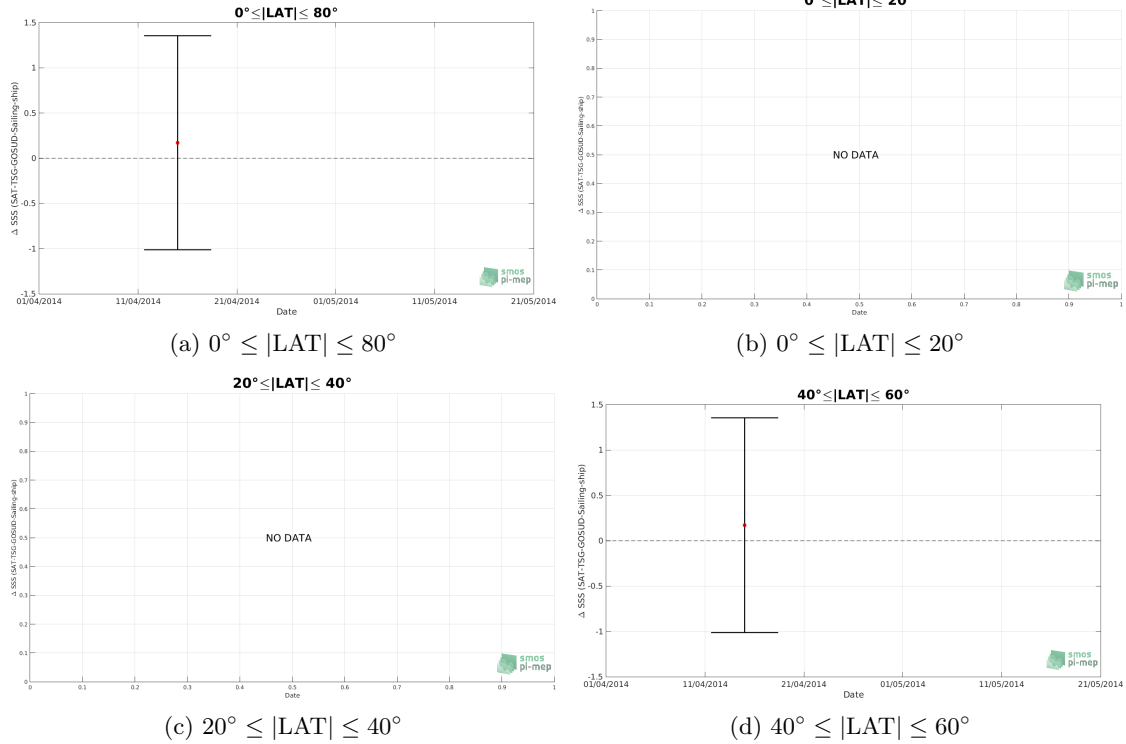 0°≤|LAT|≤ 80°
1.5
1
0.5
0
-0.5
-1
-1.5
Δ SSS (SAT-TSG-GOSUD-Sailing-ship)
01/04/2014 11/04/2014 21/04/2014 01/05/2014 11/05/2014 21/05/2014
Date
smos
pi-mep
(a) 0° ≤ |LAT| ≤ 80°
0°≤|LAT|≤ 20°
1
0.9
0.8
0.7
0.6
0.5
0.4
0.3
0.2
0.1
0
Δ SSS (SAT-TSG-GOSUD-Sailing-ship)
NO DATA
0 0.1 0.2 0.3 0.4 0.5 0.6 0.7 0.8 0.9 1
Date
smos
pi-mep
(b) 0° ≤ |LAT| ≤ 20°
20°≤|LAT|≤ 40°
1
0.9
0.8
0.7
0.6
0.5
0.4
0.3
0.2
0.1
0
Δ SSS (SAT-TSG-GOSUD-Sailing-ship)
NO DATA
0 0.1 0.2 0.3 0.4 0.5 0.6 0.7 0.8 0.9 1
Date
smos
pi-mep
(c) 20° ≤ |LAT| ≤ 40°
40°≤|LAT|≤ 60°
1.5
1
0.5
0
-0.5
-1
-1.5
Δ SSS (SAT-TSG-GOSUD-Sailing-ship)
01/04/2014 11/04/2014 21/04/2014 01/05/2014 11/05/2014 21/05/2014
Date
smos
pi-mep
(d) 40° ≤ |LAT| ≤ 60°